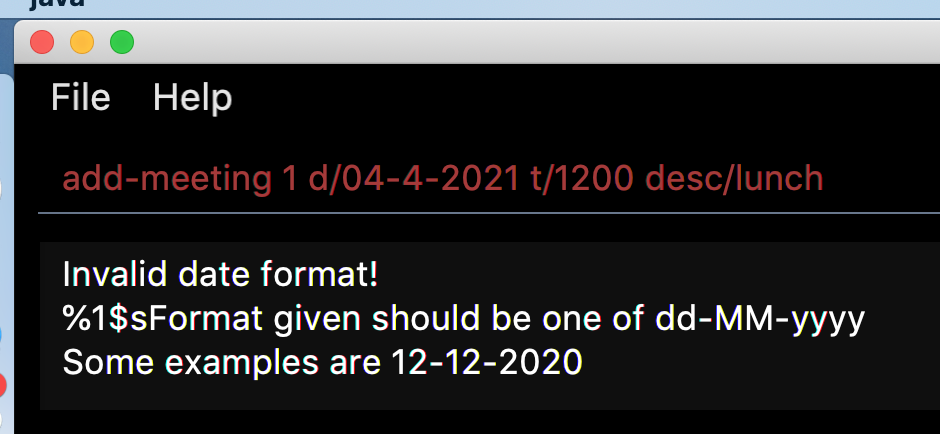 java
File Help
add-meeting 1 d/04-4-2021 t/1200 desc/lunch
Invalid date format!
%1$sFormat given should be one of dd-MM-yyyy
Some examples are 12-12-2020